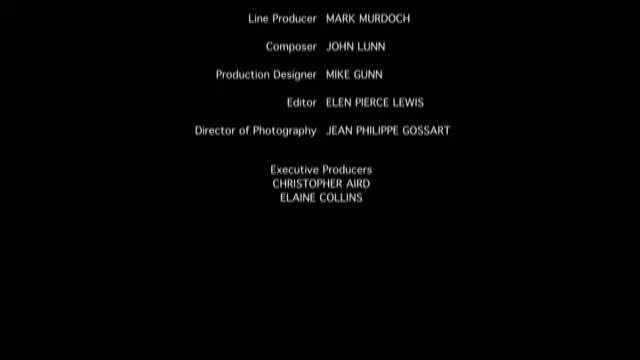 Line Producer MARK MURDOCH
Composer JOHN LUNN
Production Designer MIKE GUNN
Editor ELEN PIERCE LEWIS
Director of Photography JEAN PHILIPPE GOSSART
Executive Producers
CHRISTOPHER AIRD
ELAINE COLLINS